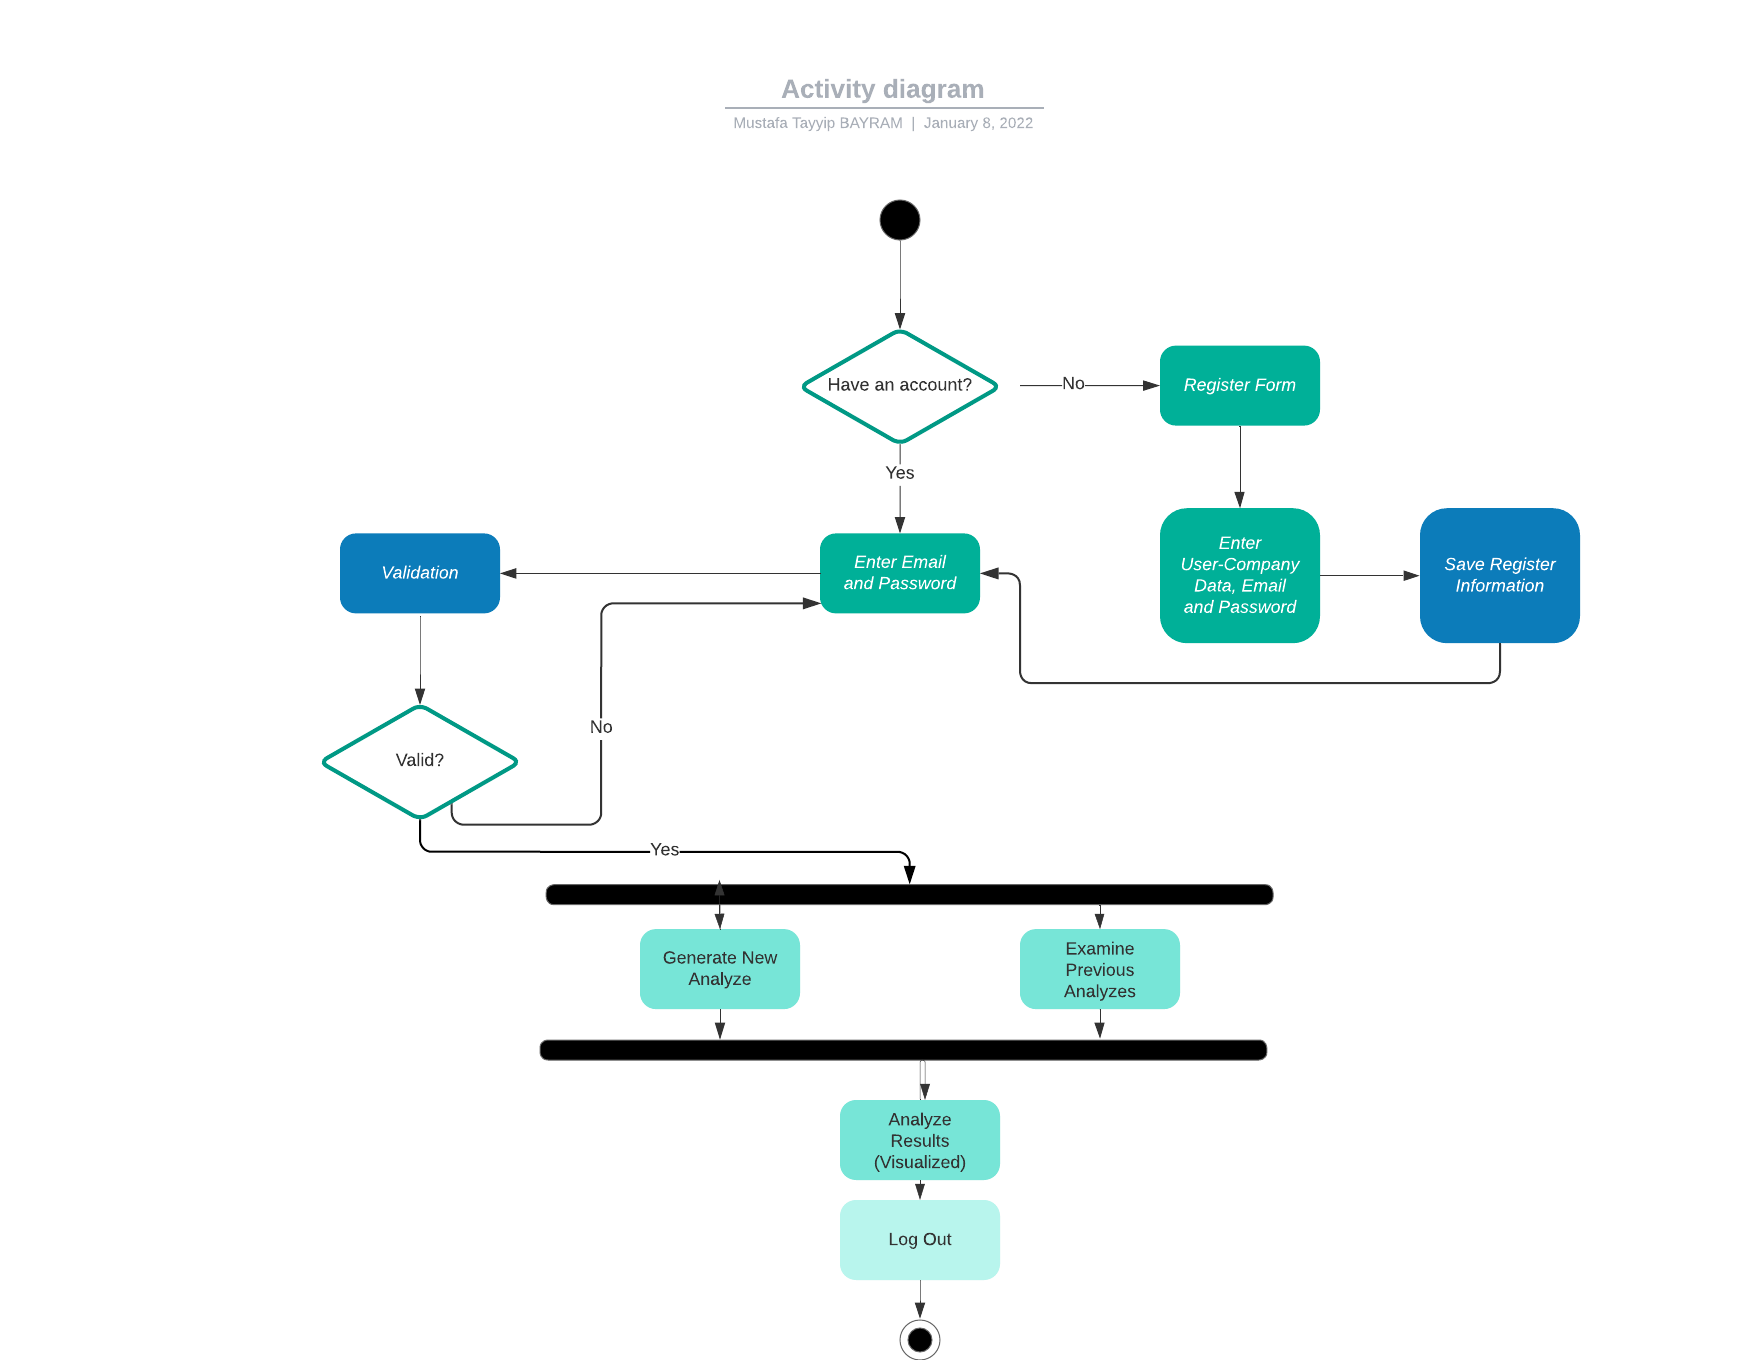 Activity diagram
Mustafa Tayyip BAYRAM | January 8, 2022
Have an account?
No
Register Form
Yes
Validation
Enter Email
and Password
Enter
User-Company
Data, Email
and Password
Save Register
Information
No
Valid?
Yes
Generate New
Analyze
Examine
Previous
Analyzes
Analyze
Results
(Visualized)
Log Out